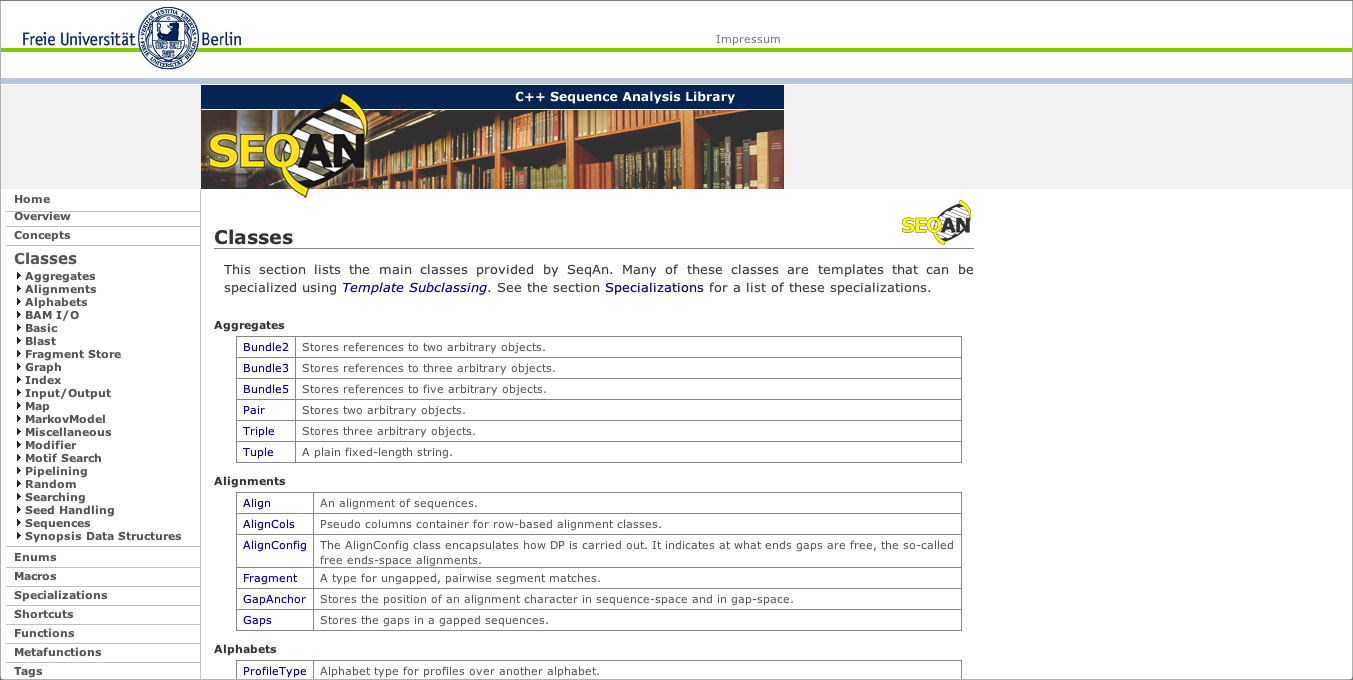 Freie Universität Berlin
Impressum
C++ Sequence Analysis Library
SEQAN
Home
Overview
Concepts
Classes
Aggregates
Alignments
Alphabets
BAM I/O
Basic
Blast
Fragment Store
Graph
Index
Input/Output
Map
MarkovModel
Miscellaneous
Modifier
Motif Search
Pipelining
Random
Searching
Seed Handling
Sequences
Synopsis Data Structures
Enums
Macros
Specializations
Shortcuts
Functions
Metafunctions
Tags
SEQAN
Classes
This section lists the main classes provided by SeqAn. Many of these classes are templates that can be
specialized using Template Subclassing. See the section Specializations for a list of these specializations.
Aggregates
Bundle2 Stores references to two arbitrary objects.
Bundle3 Stores references to three arbitrary objects.
Bundle5 Stores references to five arbitrary objects.
Pair Stores two arbitrary objects.
Triple Stores three arbitrary objects.
Tuple A plain fixed-length string.
Alignments
Align An alignment of sequences.
AlignCols Pseudo columns container for row-based alignment classes.
AlignConfig The AlignConfig class encapsulates how DP is carried out. It indicates at what ends gaps are free, the so-called
free ends-space alignments.
Fragment A type for ungapped, pairwise segment matches.
GapAnchor Stores the position of an alignment character in sequence-space and in gap-space.
Gaps Stores the gaps in a gapped sequences.
Alphabets
ProfileType Alphabet type for profiles over another alphabet.